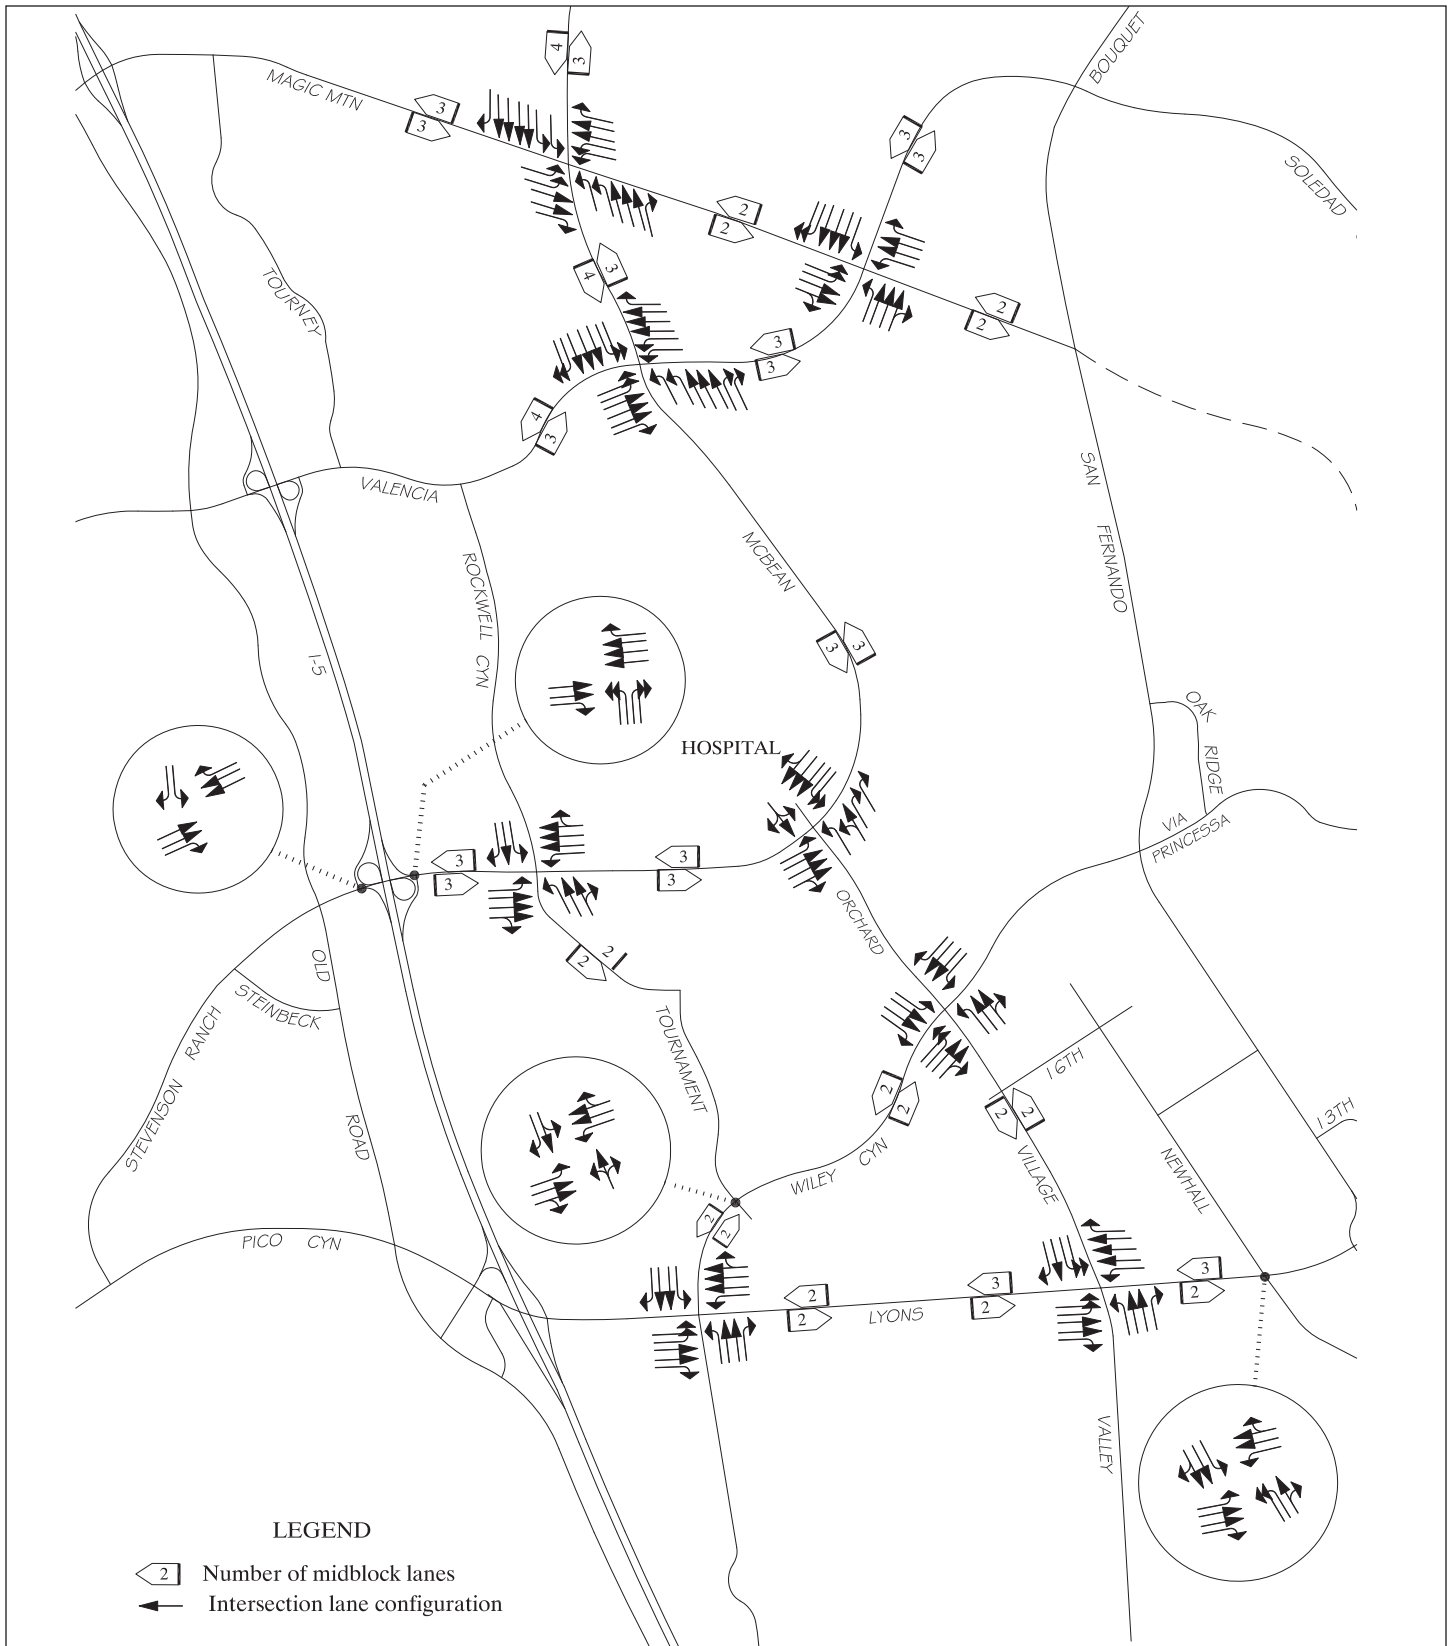 4
3
BOUQUET
MAGIC MTN
3
3
3
3
SOLEDAD
2
2
4
3
TOURNEY
2
2
3
3
4
3
VALENCIA
SAN
FERNANDO
MCBEAN
ROCKWELL CYN
I-5
3
3
OAK
RIDGE
HOSPITAL
VIA
PRINCESSA
3
3
3
3
ORCHARD
2
2
OLD
ROAD
STEINBECK
STEVENSON RANCH
TOURNAMENT
16TH
2
2
2
2
13TH
WILEY CYN
VILLAGE
NEWHALL
2
2
PICO CYN
2
2
3
2
3
2
LYONS
VALLEY
LEGEND
2 Number of midblock lanes
Intersection lane configuration